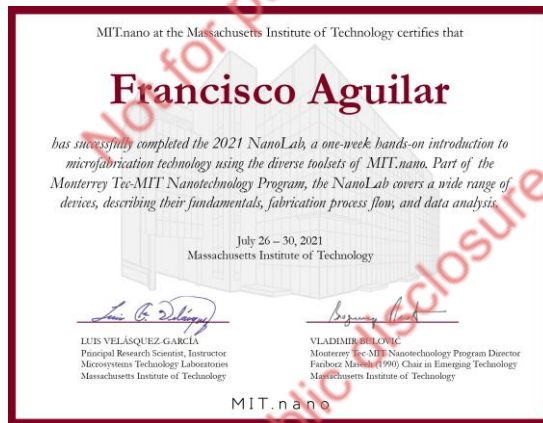 MIT.nano at the Massachusetts Institute of Technology certifies that
Francisco Aguilar
has successfully completed the 2021 NanoLab, a one-week hands-on introduction to
microfabrication technology using the diverse toolsets of MIT.nano. Part of the
Monterrey Tec-MIT Nanotechnology Program, the NanoLab covers a wide range of
devices, describing their fundamentals, fabrication process flow, and data analysis.
July 26 – 30, 2021
Massachusetts Institute of Technology
LUIS VELÁSQUEZ-GARCÍA
Principal Research Scientist, Instructor
Microsystems Technology Laboratories
Massachusetts Institute of Technology
VLADIMIR BULOVIĆ
Monterrey Tec-MIT Nanotechnology Program Director
Fariborz Maseeh (1990) Chair in Emerging Technology
Massachusetts Institute of Technology
MIT.nano
Not for public disclosure